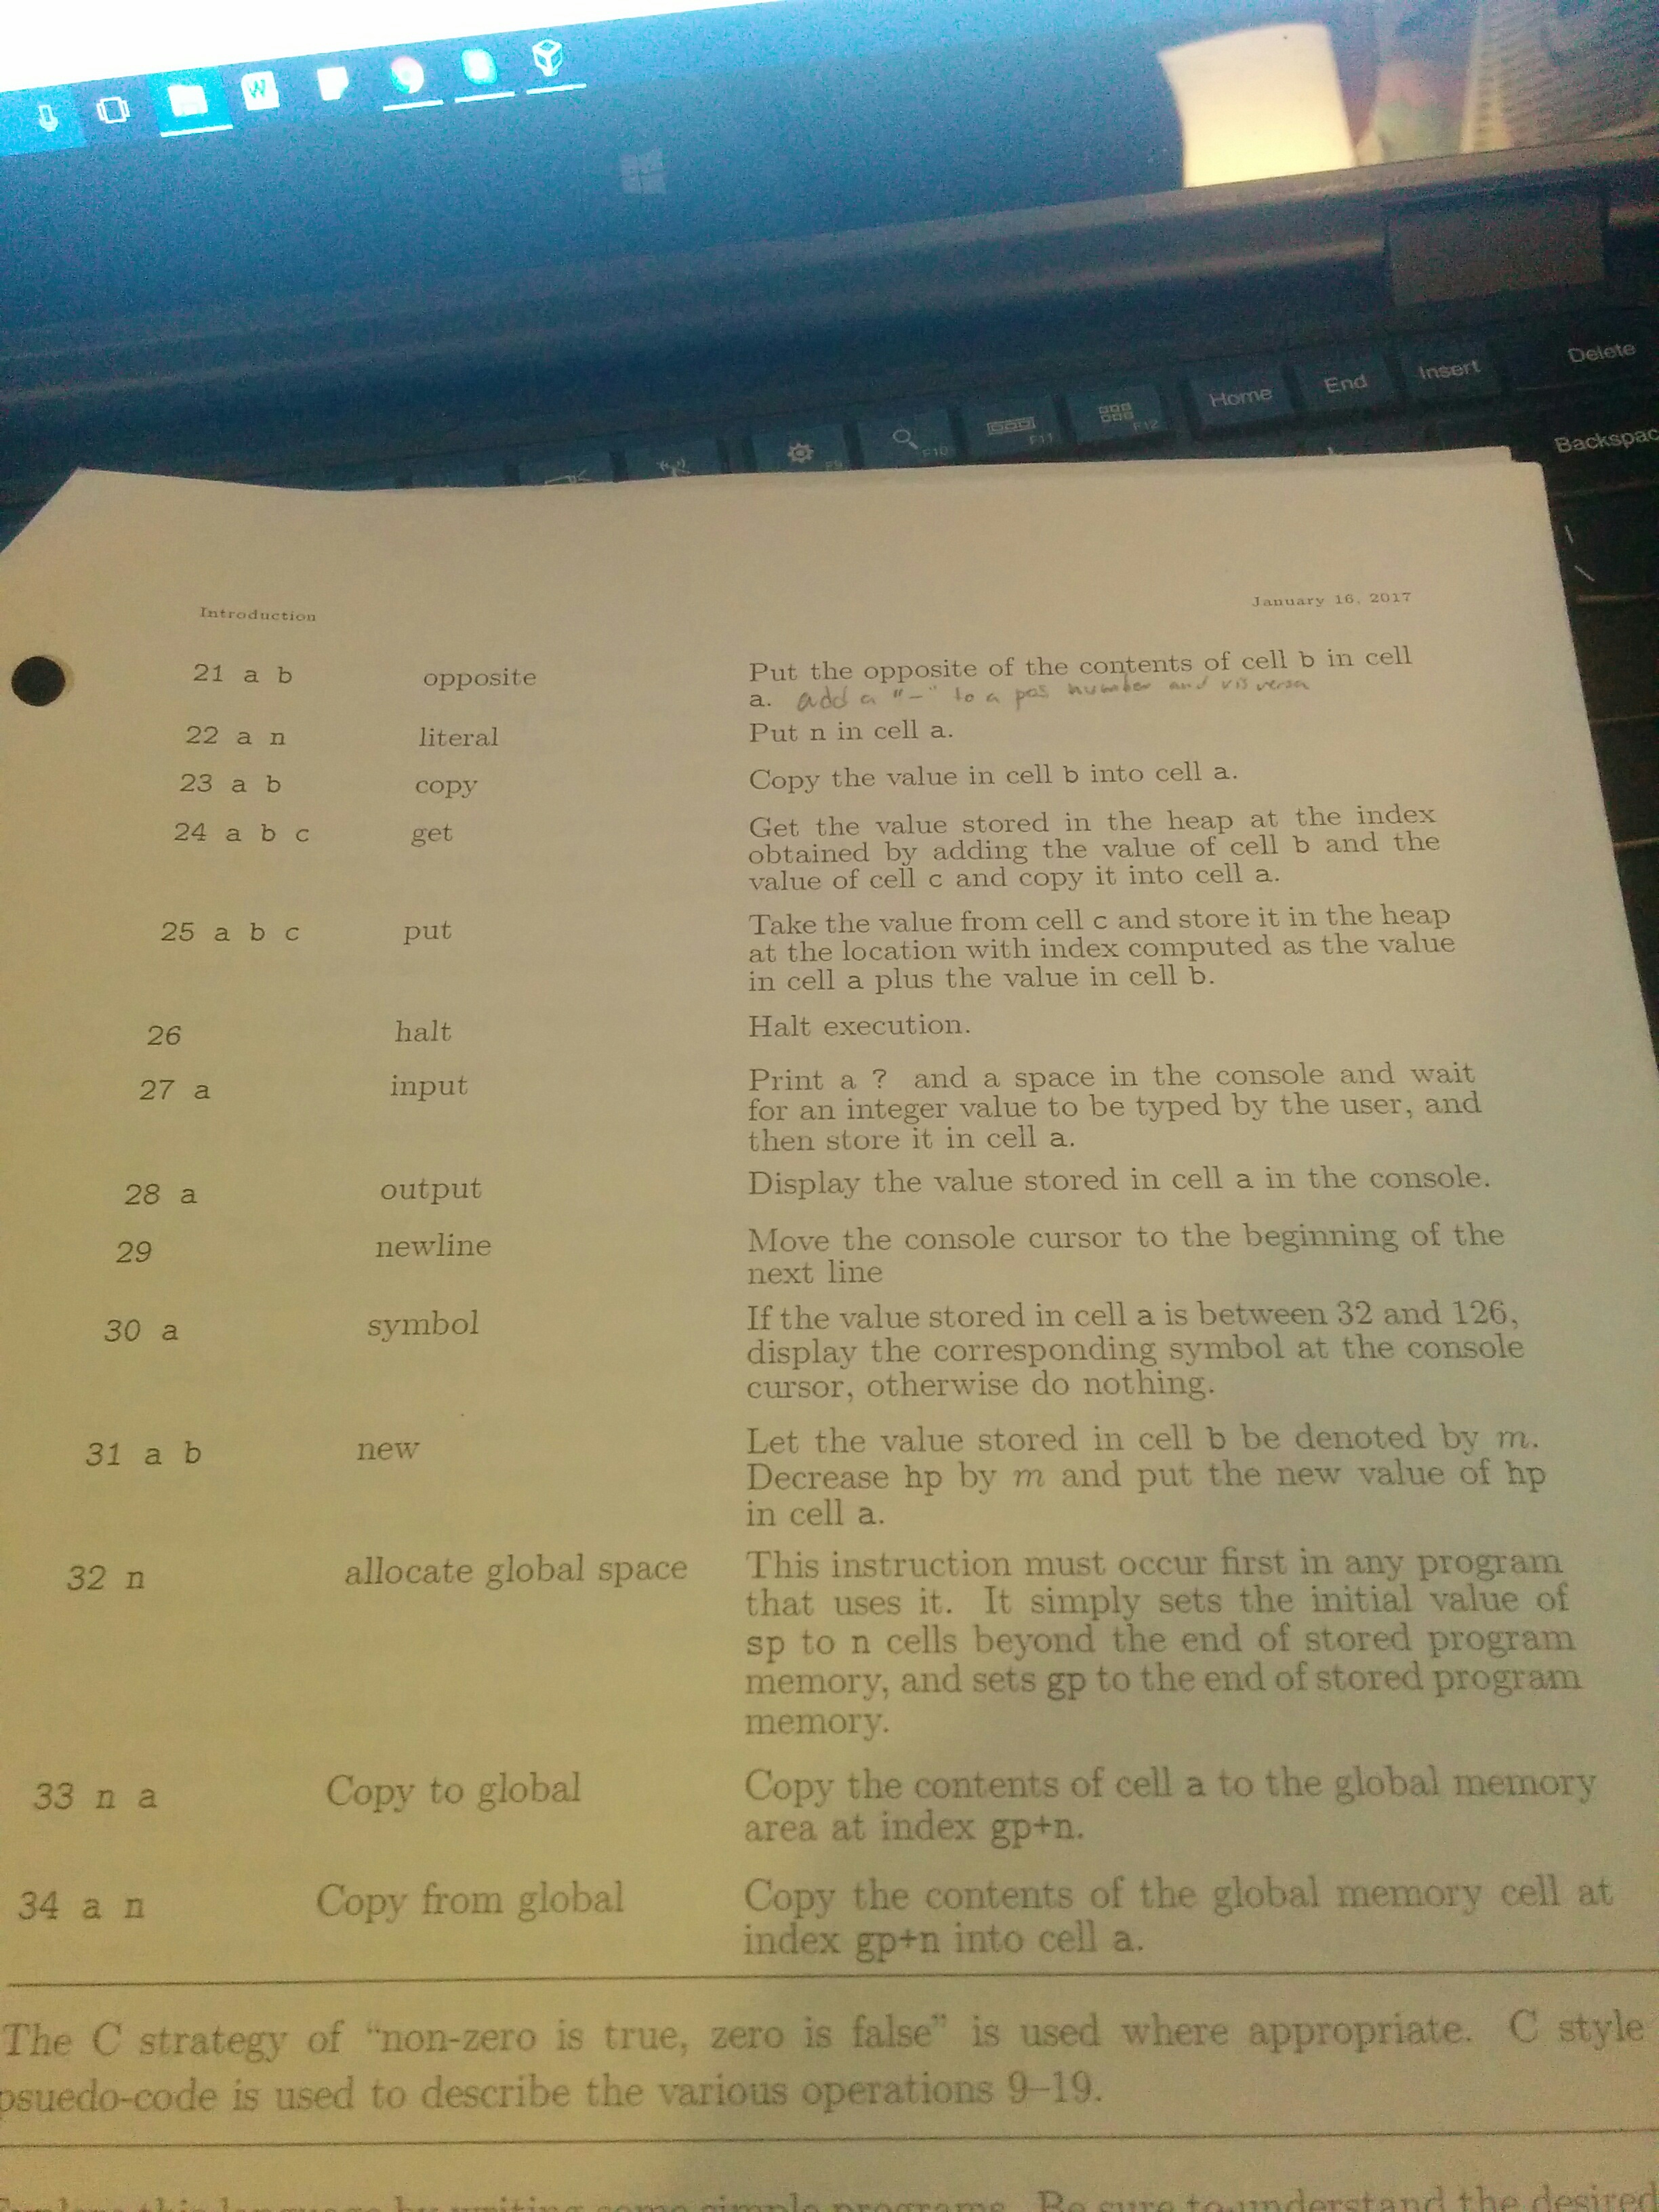 W
Delete
Insert
End
Home
F12
F11
F10
F9
Backspac
Introduction
January 16, 2017
21 a b opposite Put the opposite of the contents of cell b in cell
a. add a "-" to a pos number and vis versa
22 a n literal Put n in cell a.
23 a b copy Copy the value in cell b into cell a.
24 a b c get Get the value stored in the heap at the index
obtained by adding the value of cell b and the
value of cell c and copy it into cell a.
25 a b c put Take the value from cell c and store it in the heap
at the location with index computed as the value
in cell a plus the value in cell b.
26 halt Halt execution.
27 a input Print a ? and a space in the console and wait
for an integer value to be typed by the user, and
then store it in cell a.
28 a output Display the value stored in cell a in the console.
29 newline Move the console cursor to the beginning of the
next line
30 a symbol If the value stored in cell a is between 32 and 126,
display the corresponding symbol at the console
cursor, otherwise do nothing.
31 a b new Let the value stored in cell b be denoted by m.
Decrease hp by m and put the new value of hp
in cell a.
32 n allocate global space This instruction must occur first in any program
that uses it. It simply sets the initial value of
sp to n cells beyond the end of stored program
memory, and sets gp to the end of stored program
memory.
33 n a Copy to global Copy the contents of cell a to the global memory
area at index gp+n.
34 a n Copy from global Copy the contents of the global memory cell at
index gp+n into cell a.
The C strategy of “non-zero is true, zero is false” is used where appropriate. C style
psuedo-code is used to describe the various operations 9–19.
Explore this language by writing some simple programs. Be sure to understand the desired